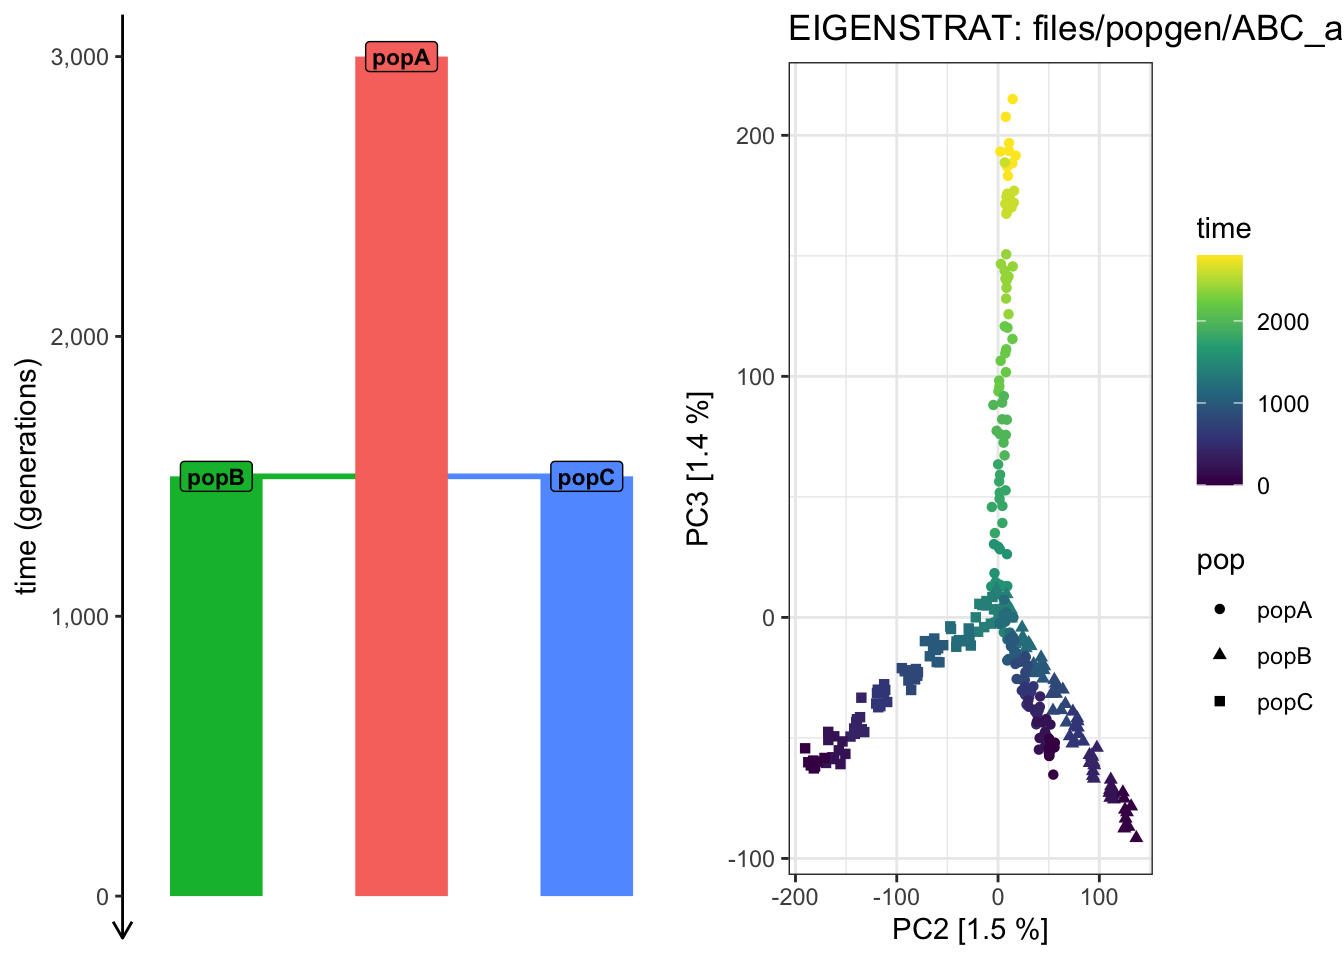 time (generations)
3,000
2,000
1,000
0
popA
popB
popC
EIGENSTRAT: files/popgen/ABC_a
PC3 [1.4 %]
200
100
0
-100
-200
-100
0
100
PC2 [1.5 %]
time
2000
1000
0
pop
popA
popB
popC